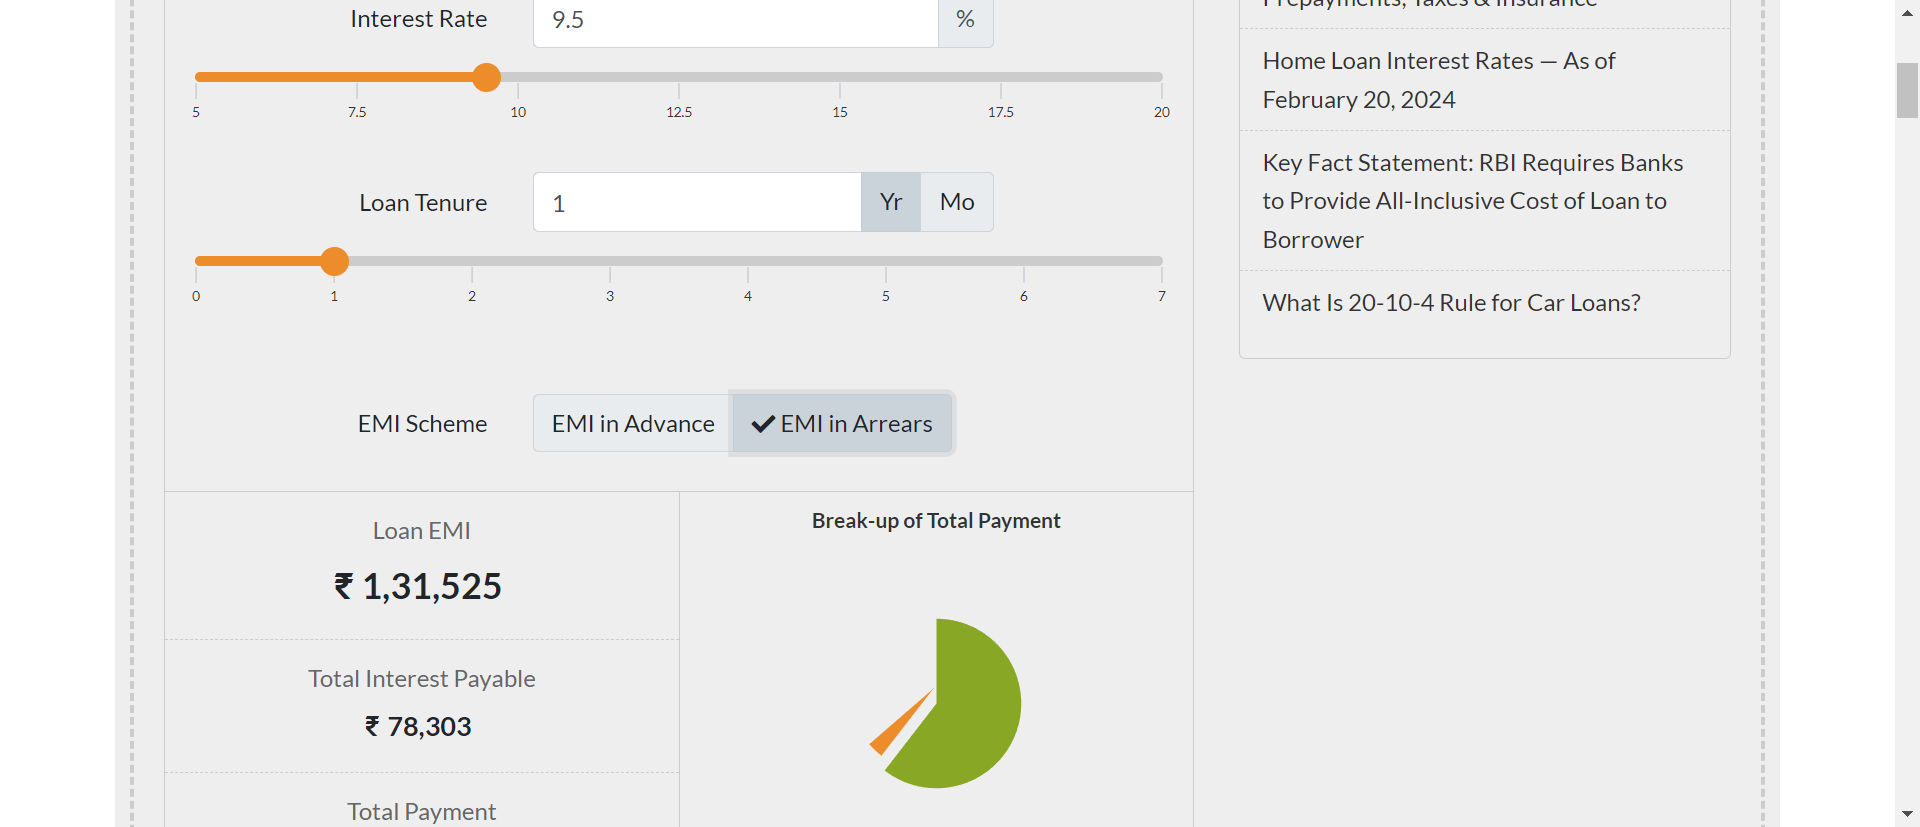 Interest Rate
9.5
%
5 7.5 10 12.5 15 17.5 20
Loan Tenure
1
Yr Mo
0 1 2 3 4 5 6 7
EMI Scheme
EMI in Advance
EMI in Arrears
Loan EMI
₹ 1,31,525
Total Interest Payable
₹ 78,303
Total Payment
Break-up of Total Payment
Prepayments, Taxes & Insurance
Home Loan Interest Rates — As of
February 20, 2024
Key Fact Statement: RBI Requires Banks
to Provide All-Inclusive Cost of Loan to
Borrower
What Is 20-10-4 Rule for Car Loans?